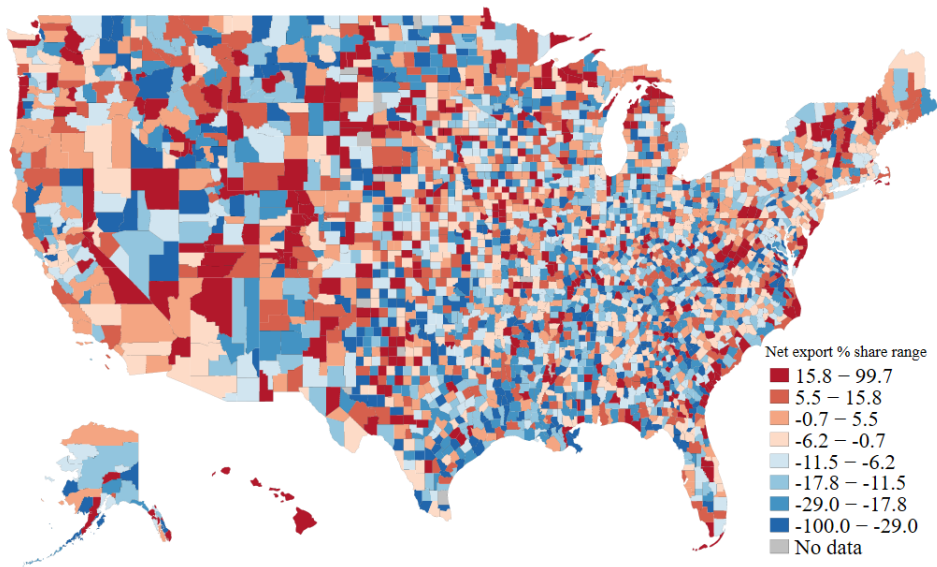 Net export % share range
15.8 − 99.7
5.5 − 15.8
-0.7 − 5.5
-6.2 − -0.7
-11.5 − -6.2
-17.8 − -11.5
-29.0 − -17.8
-100.0 − -29.0
No data